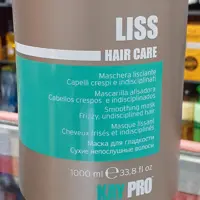 LISS
HAIR CARE
Maschera lisciante
Capelli crespi e indisciplinati
Mascarilla alisadora
Cabellos crespos e indisciplinados
Smoothing mask
Frizzy, undisciplined hair
Masque lissant
Cheveux frisés et indisciplinés
Маска для гладкости
Сухие непослушные волосы
1000 ml ℮ 33.8 fl oz
PRO